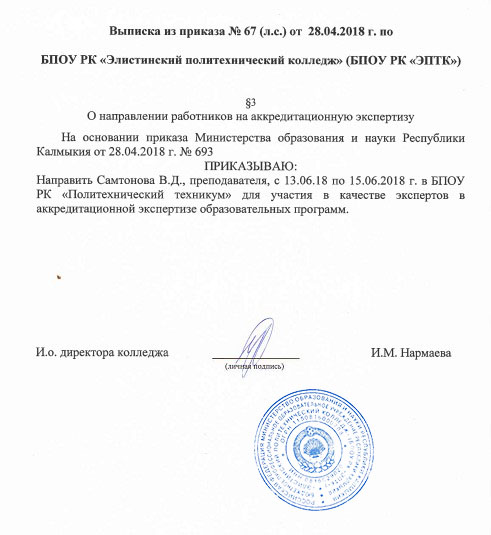 Выписка из приказа № 67 (л.с.) от 28.04.2018 г. по
БПОУ РК «Элистинский политехнический колледж» (БПОУ РК «ЭПТК»)
§3
О направлении работников на аккредитационную экспертизу
На основании приказа Министерства образования и науки Республики
Калмыкия от 28.04.2018 г. № 693
ПРИКАЗЫВАЮ:
Направить Самтонова В.Д., преподавателя, с 13.06.18 по 15.06.2018 г. в БПОУ
РК «Политехнический техникум» для участия в качестве экспертов в
аккредитационной экспертизе образовательных программ.
И.о. директора колледжа
И.М. Нармаева
(личная подпись)